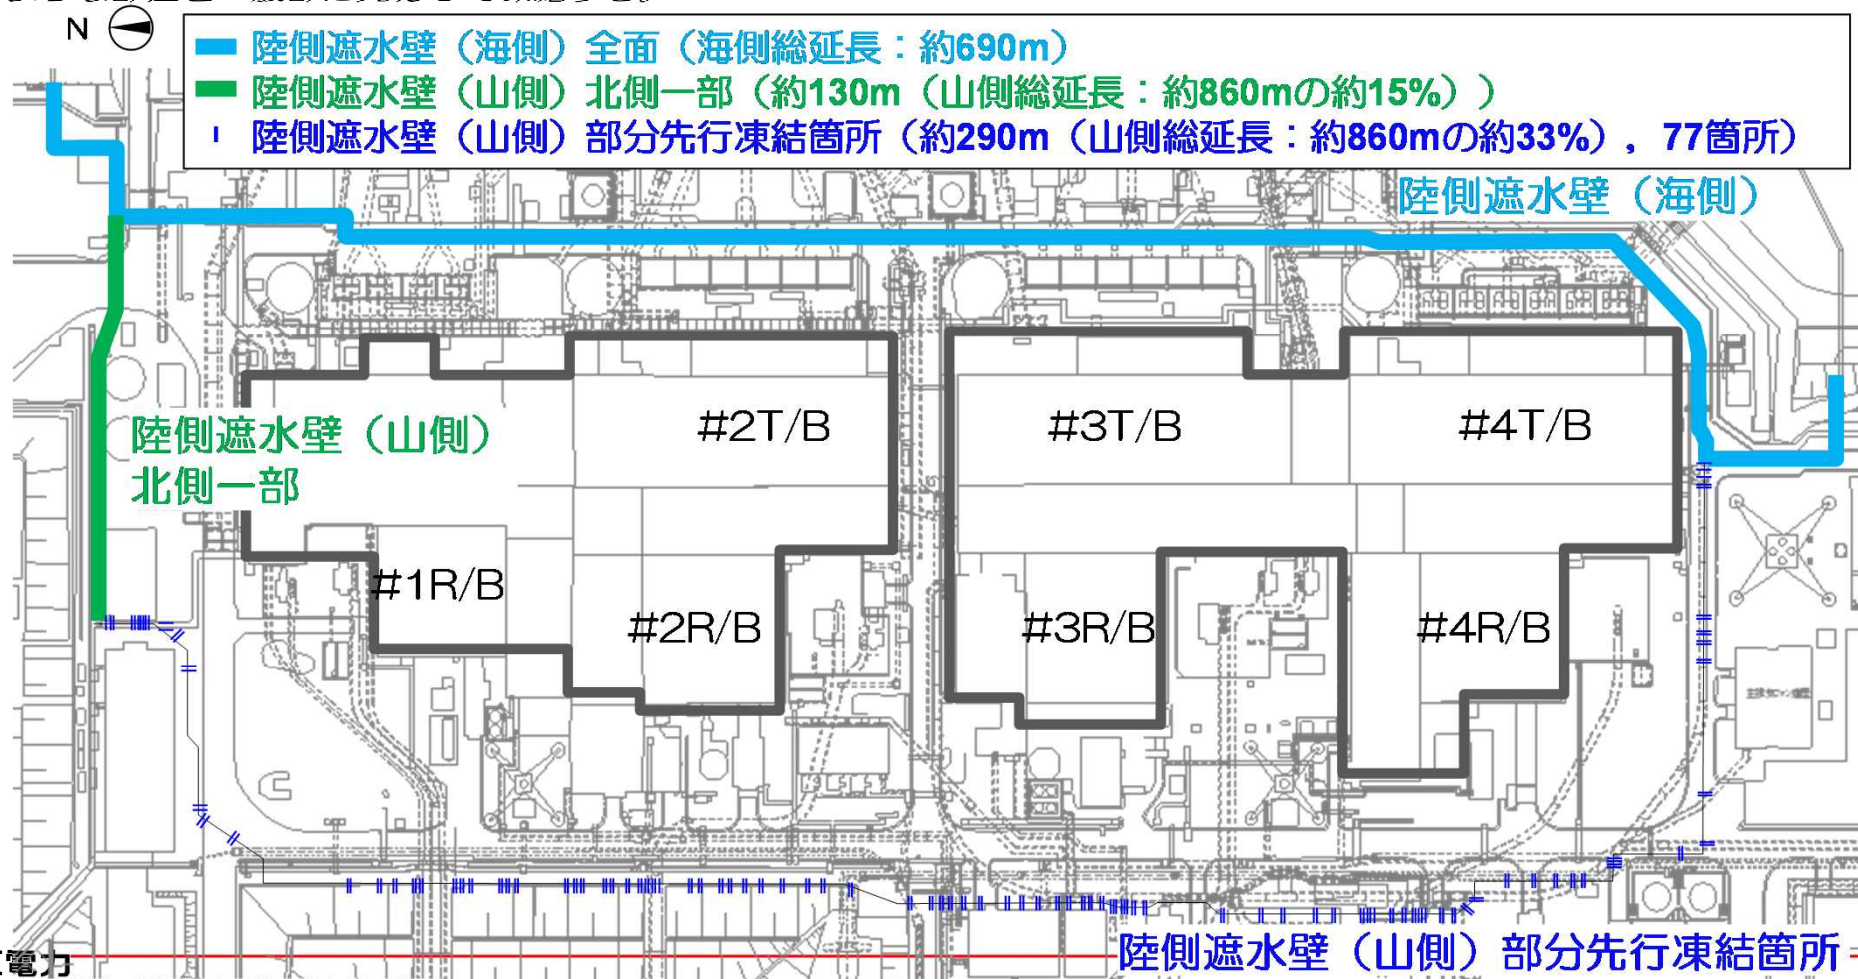 N
陸側遮水壁（海側）全面（海側総延長：約690m）
陸側遮水壁（山側）北側一部（約130m（山側総延長：約860mの約15%））
陸側遮水壁（山側）部分先行凍結箇所（約290m（山側総延長：約860mの約33%），77箇所）
陸側遮水壁（海側）
陸側遮水壁（山側）
北側一部
#2T/B
#3T/B
#4T/B
#1R/B
#2R/B
#3R/B
#4R/B
陸側遮水壁（山側）部分先行凍結箇所
電力